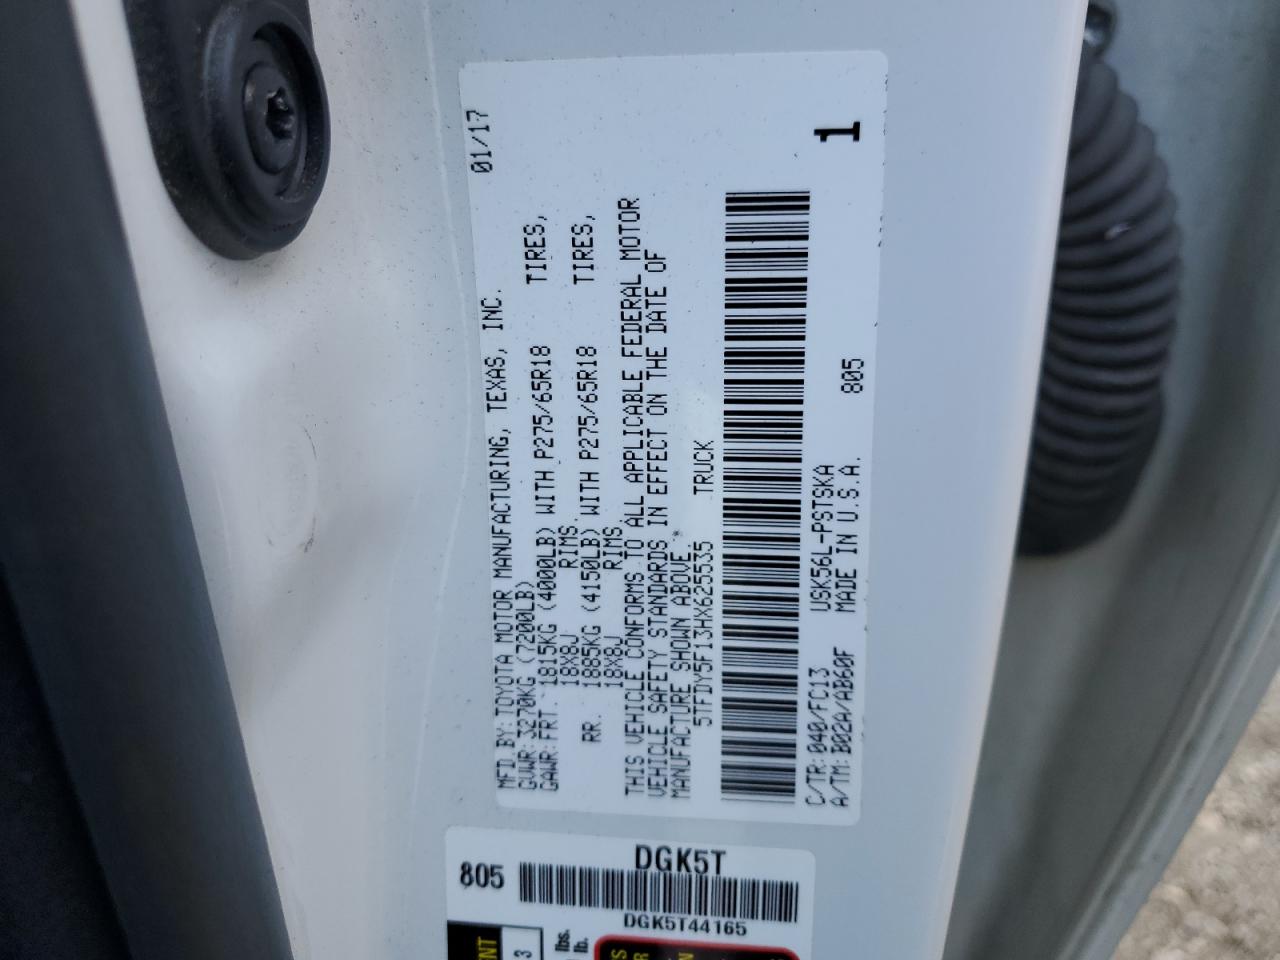 MFD.BY:TOYOTA MOTOR MANUFACTURING, TEXAS, INC. 01/17
GVWR:3270KG (7200LB)
GAWR:FRT. 1815KG (4000LB) WITH P275/65R18 TIRES,
18X8J RIMS.
RR. 1885KG (4150LB) WITH P275/65R18 TIRES,
18X8J RIMS.
THIS VEHICLE CONFORMS TO ALL APPLICABLE FEDERAL MOTOR
VEHICLE SAFETY STANDARDS IN EFFECT ON THE DATE OF
MANUFACTURE SHOWN ABOVE.
5TFDY5F13HX625535 TRUCK
C/TR:040/FC13 USK56L-PSTSKA
A/TM:B02A/AB60F MADE IN U.S.A. 805 1
805
DGK5T
DGK5T44165
3
lbs.
lb.